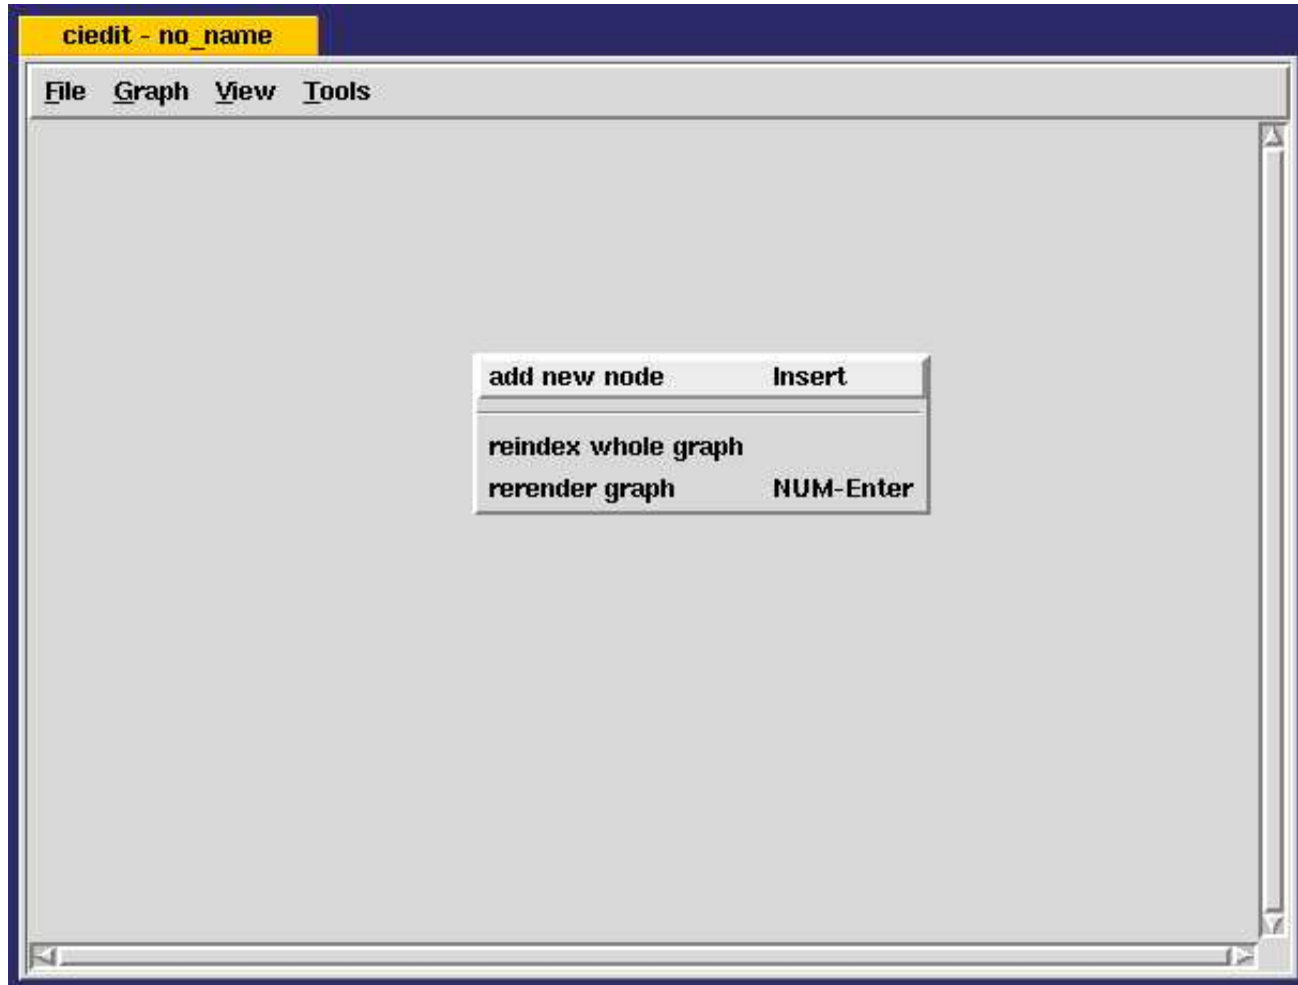 ciedit - no_name
File Graph View Tools
add new node Insert
reindex whole graph
rerender graph NUM-Enter